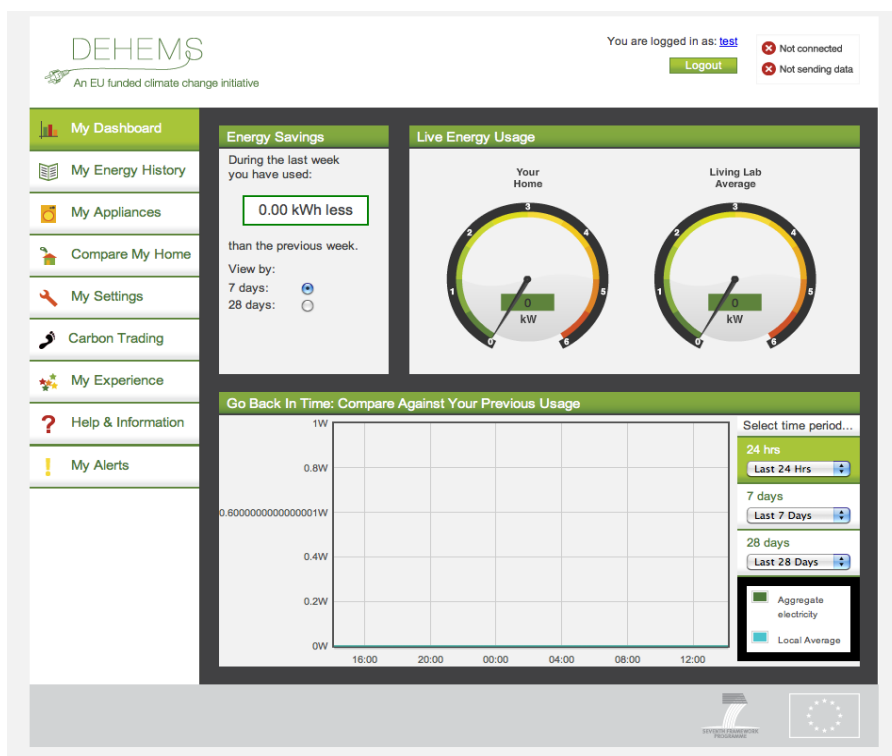 DEHEMS
An EU funded climate change initiative
You are logged in as: test
Logout
Not connected
Not sending data
My Dashboard
My Energy History
My Appliances
Compare My Home
My Settings
Carbon Trading
My Experience
Help & Information
My Alerts
Energy Savings
During the last week
you have used:
0.00 kWh less
than the previous week.
View by:
7 days:
28 days:
Live Energy Usage
Your
Home
0
1
2
3
4
5
6
0
kW
Living Lab
Average
0
1
2
3
4
5
6
0
kW
Go Back In Time: Compare Against Your Previous Usage
1W
0.8W
0.6000000000000001W
0.4W
0.2W
0W
16:00
20:00
00:00
04:00
08:00
12:00
Select time period...
24 hrs
Last 24 Hrs
7 days
Last 7 Days
28 days
Last 28 Days
Aggregate
electricity
Local Average
SEVENTH FRAMEWORK
PROGRAMME